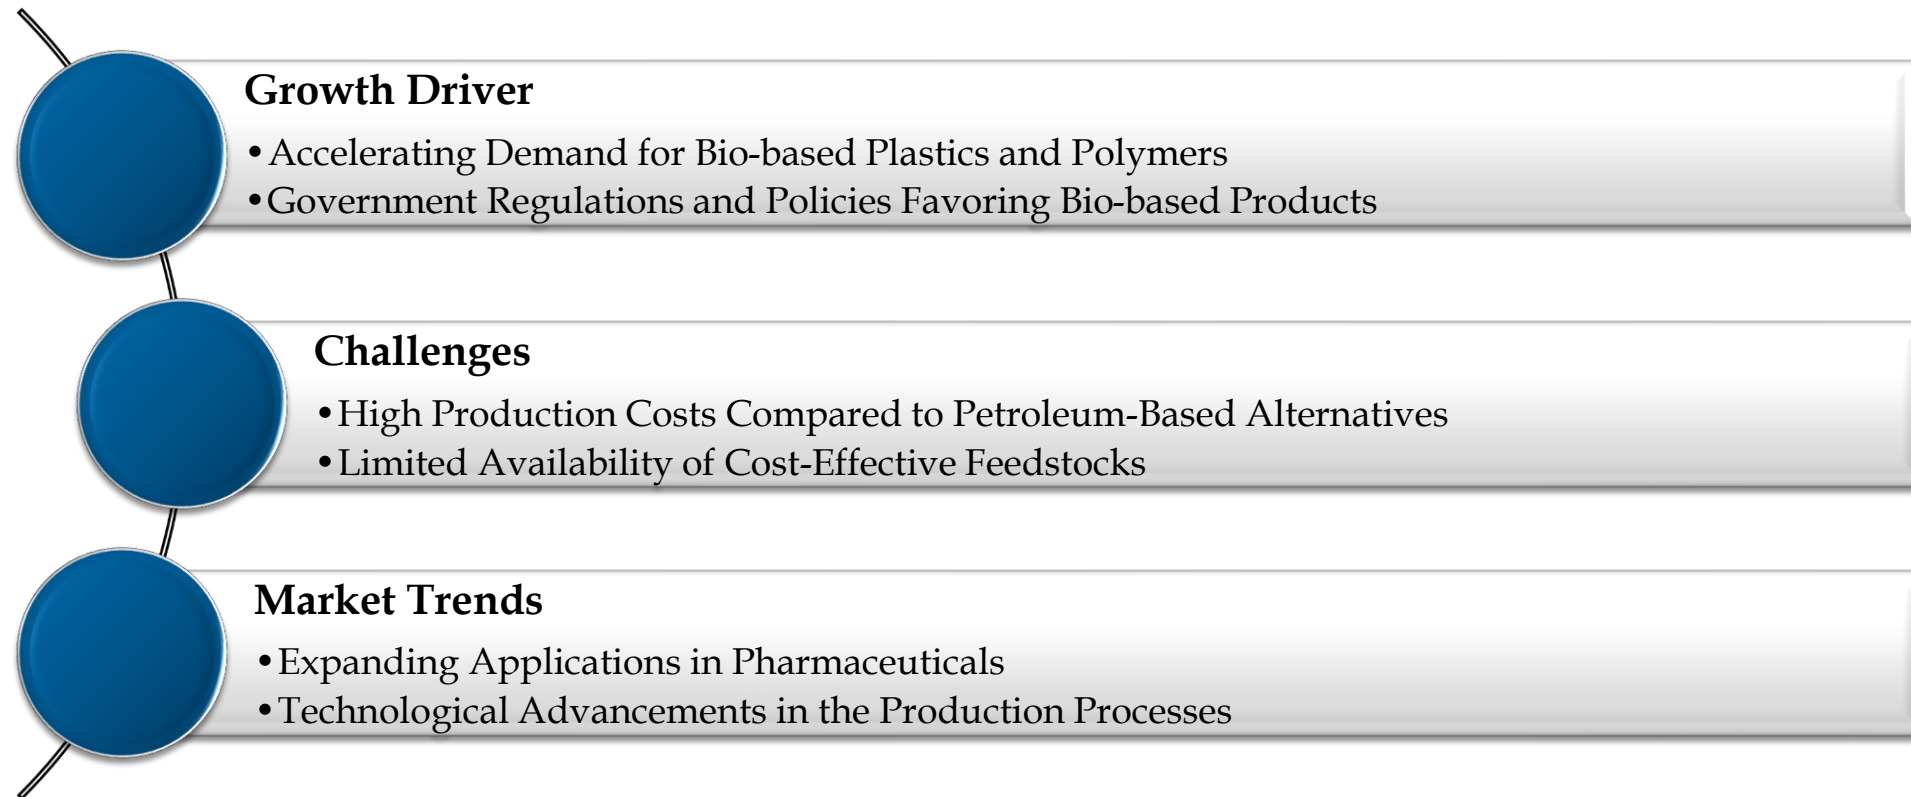 Growth Driver
•Accelerating Demand for Bio-based Plastics and Polymers
•Government Regulations and Policies Favoring Bio-based Products
Challenges
•High Production Costs Compared to Petroleum-Based Alternatives
•Limited Availability of Cost-Effective Feedstocks
Market Trends
•Expanding Applications in Pharmaceuticals
•Technological Advancements in the Production Processes